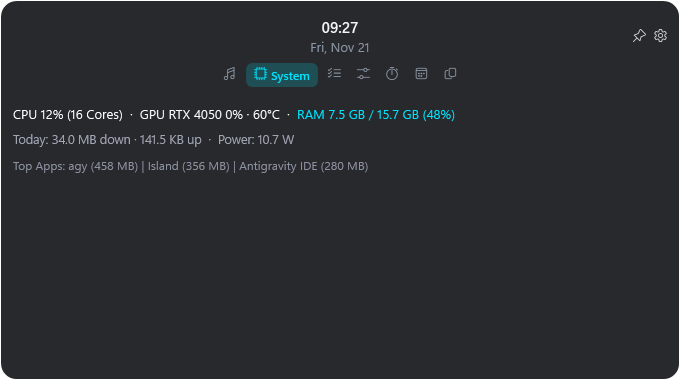 09:27
Fri, Nov 21
System
CPU 12% (16 Cores) · GPU RTX 4050 0% · 60°C · RAM 7.5 GB / 15.7 GB (48%)
Today: 34.0 MB down · 141.5 KB up · Power: 10.7 W
Top Apps: agy (458 MB) | Island (356 MB) | Antigravity IDE (280 MB)